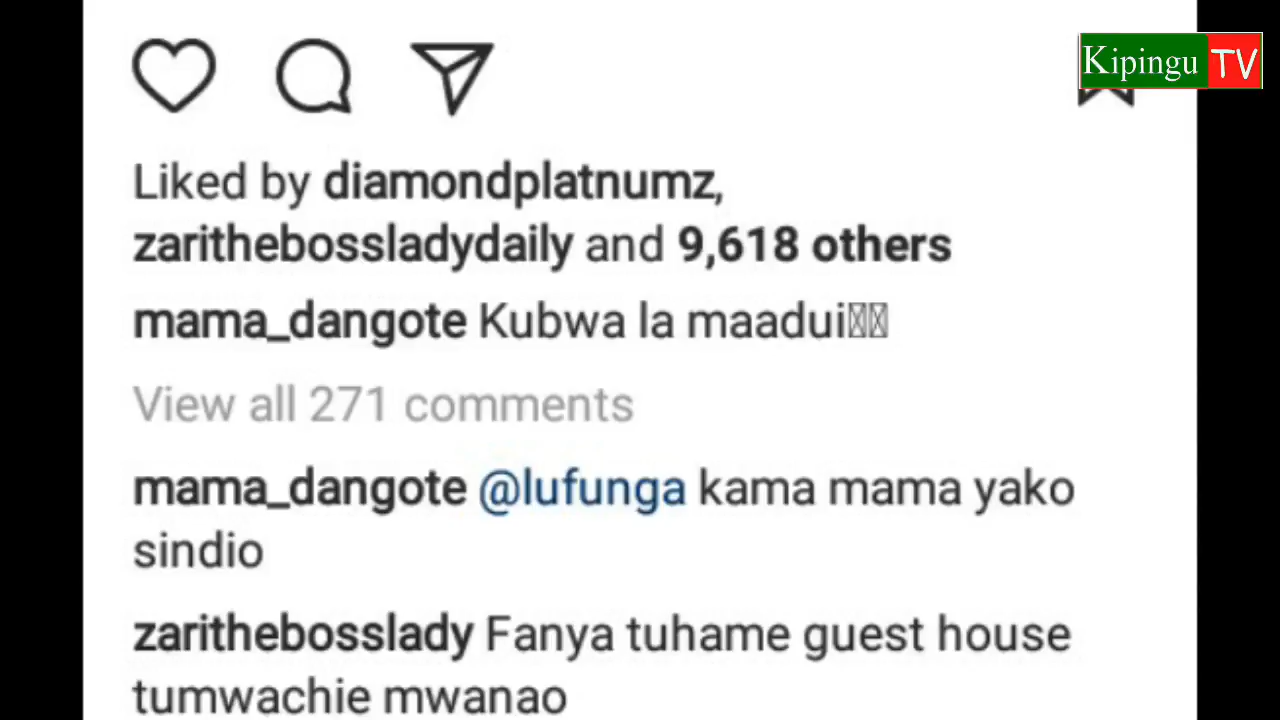 Kipingu TV
Liked by diamondplatnumz,
zarithebossladydaily and 9,618 others
mama_dangote Kubwa la maadui
View all 271 comments
mama_dangote @lufunga kama mama yako
sindio
zarithebosslady Fanya tuhame guest house
tumwachie mwanao